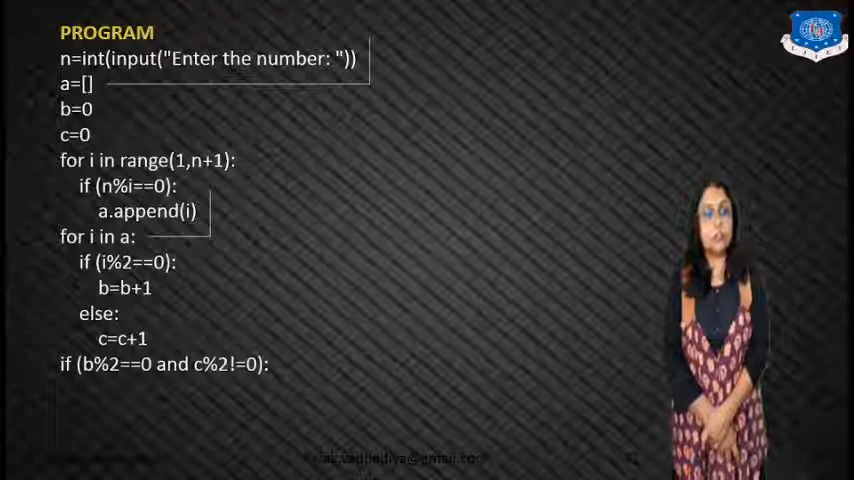 PROGRAM
n=int(input("Enter the number: "))
a=[]
b=0
c=0
for i in range(1,n+1):
if (n%i==0):
a.append(i)
for i in a:
if (i%2==0):
b=b+1
else:
c=c+1
if (b%2==0 and c%2!=0):